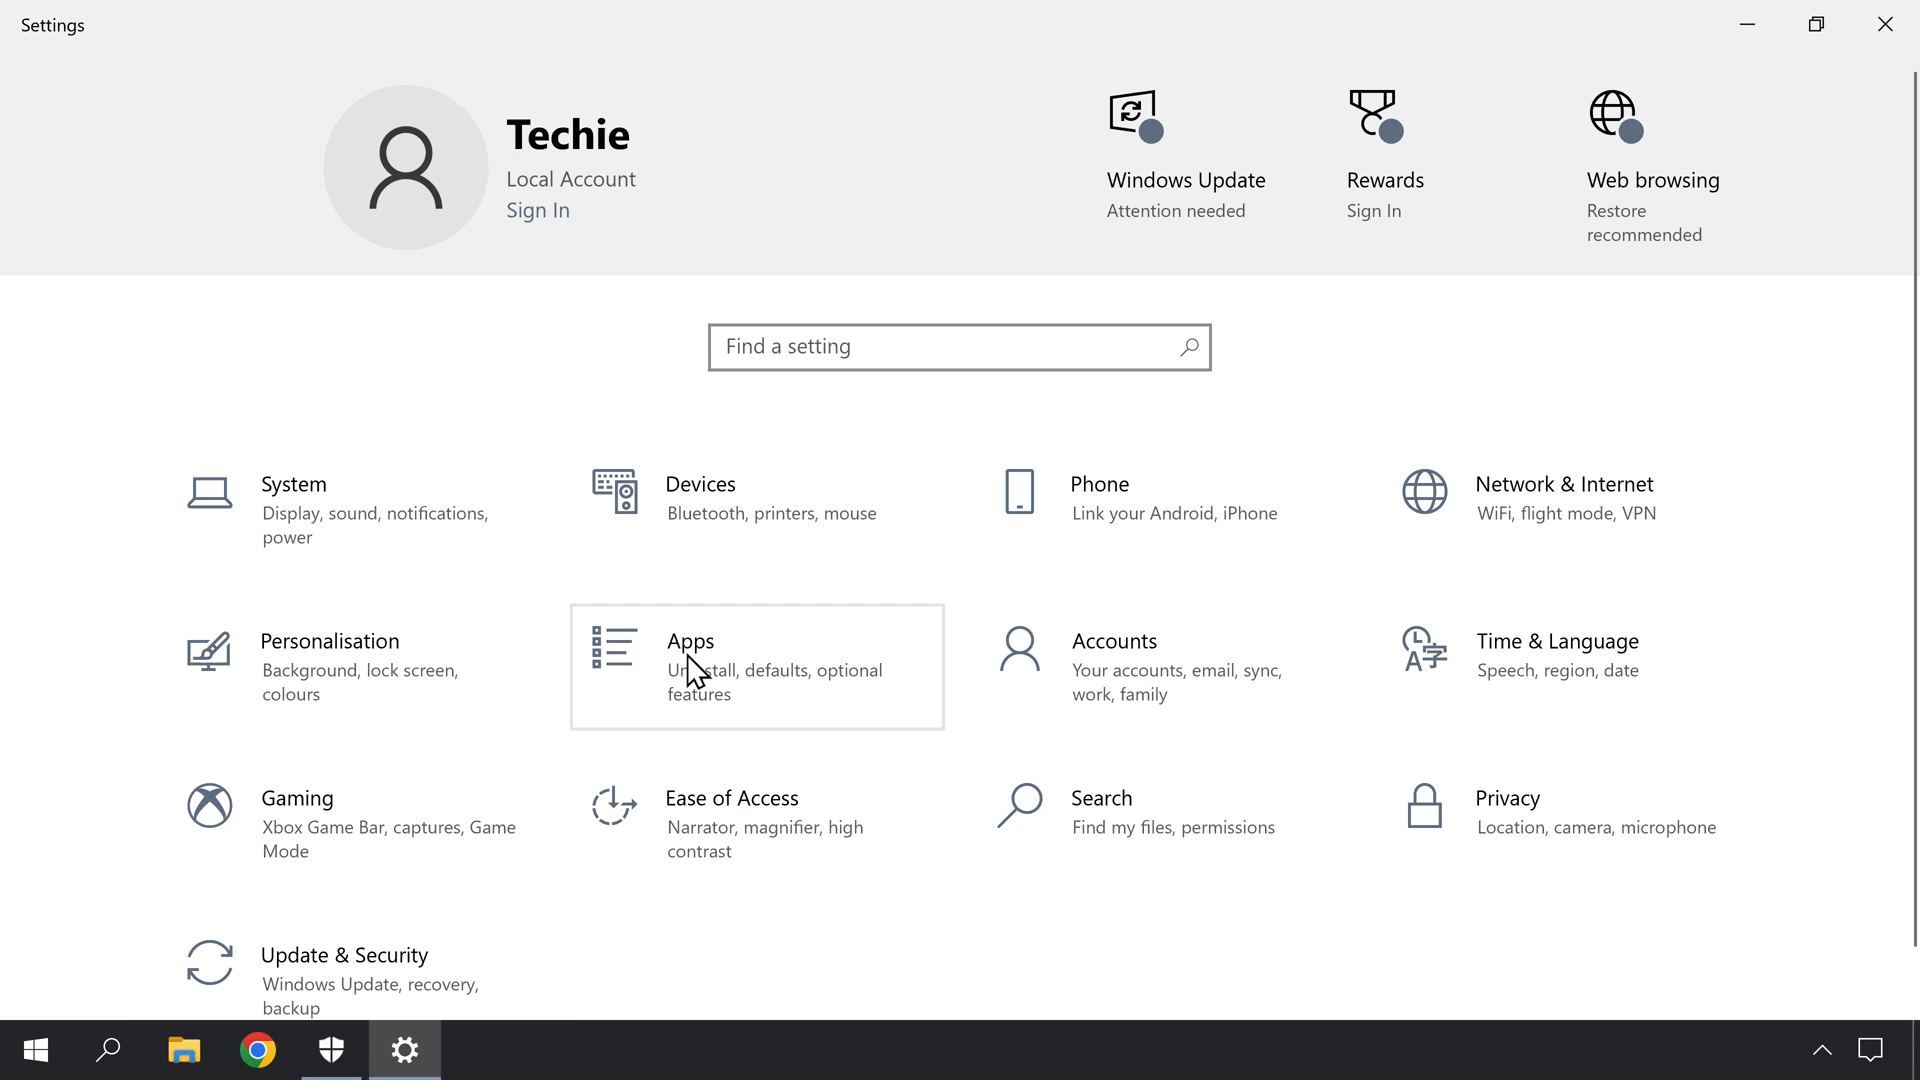 Settings
Techie
Local Account
Sign In
Windows Update
Attention needed
Rewards
Sign In
Web browsing
Restore
recommended
Find a setting
System
Display, sound, notifications,
power
Devices
Bluetooth, printers, mouse
Phone
Link your Android, iPhone
Network & Internet
WiFi, flight mode, VPN
Personalisation
Background, lock screen,
colours
Apps
defaults, optional
features
Accounts
Your accounts, email, sync,
work, family
Time & Language
Speech, region, date
Gaming
Xbox Game Bar, captures, Game
Mode
Ease of Access
Narrator, magnifier, high
contrast
Search
Find my files, permissions
Privacy
Location, camera, microphone
Update & Security
Windows Update, recovery,
backup